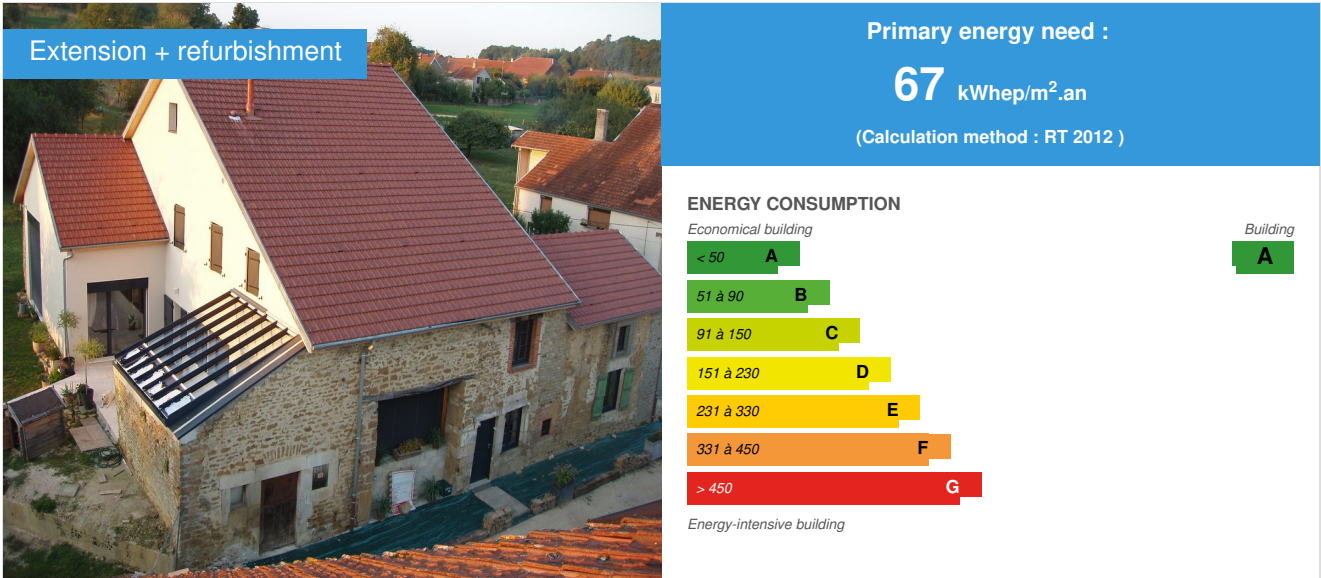 Extension + refurbishment
Primary energy need :
67 kWhep/m².an
(Calculation method : RT 2012 )
ENERGY CONSUMPTION
Economical building
Building
< 50 A
A
51 à 90 B
91 à 150 C
151 à 230 D
231 à 330 E
331 à 450 F
> 450 G
Energy-intensive building